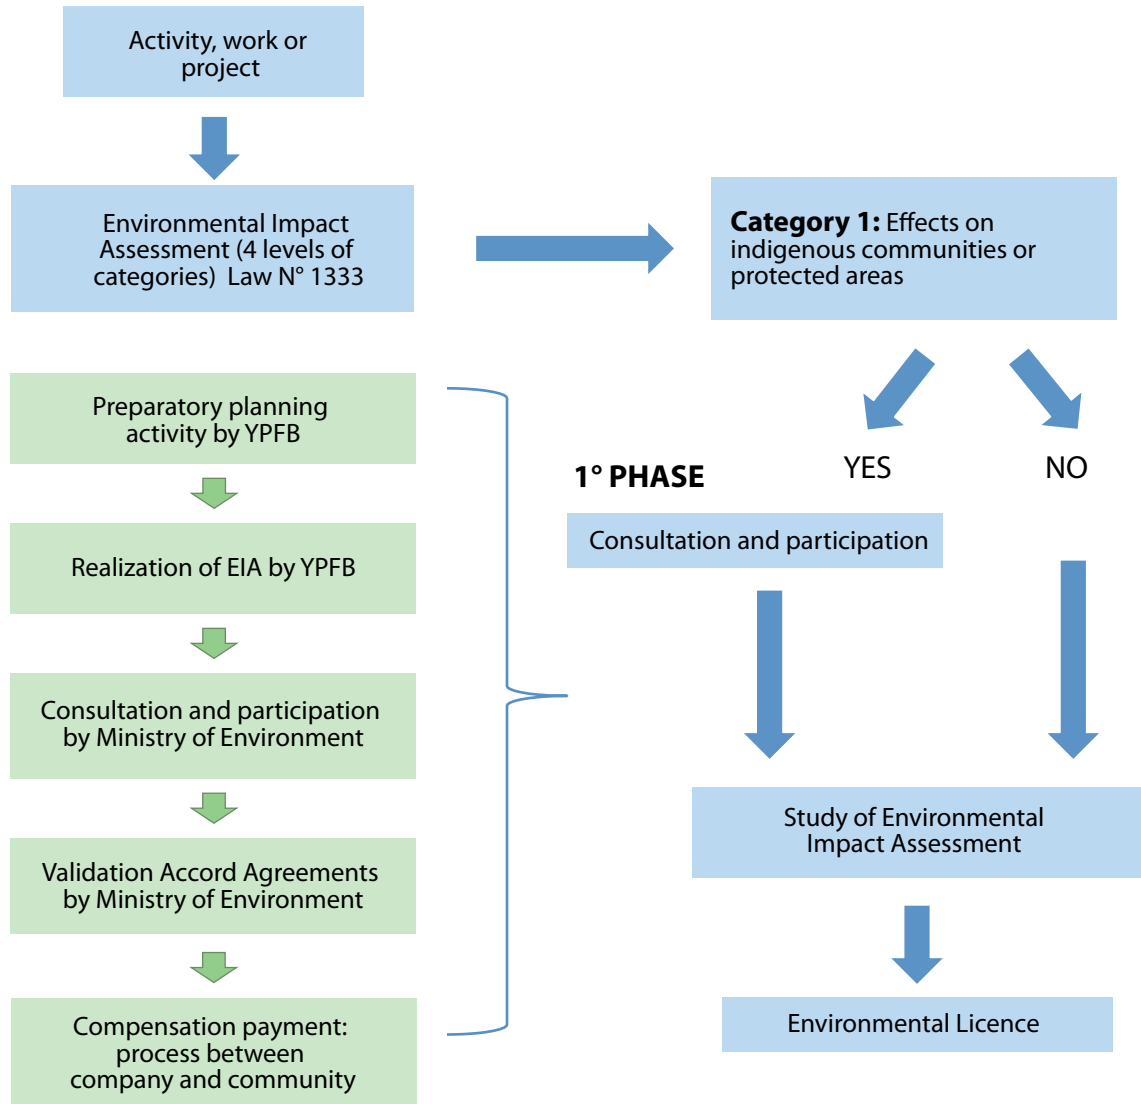 Activity, work or
project
Environmental Impact
Assessment (4 levels of
categories) Law N° 1333
Category 1: Effects on
indigenous communities or
protected areas
Preparatory planning
activity by YPFB
Realization of EIA by YPFB
Consultation and participation
by Ministry of Environment
Validation Accord Agreements
by Ministry of Environment
Compensation payment:
process between
company and community
1° PHASE
YES
NO
Consultation and participation
Study of Environmental
Impact Assessment
Environmental Licence